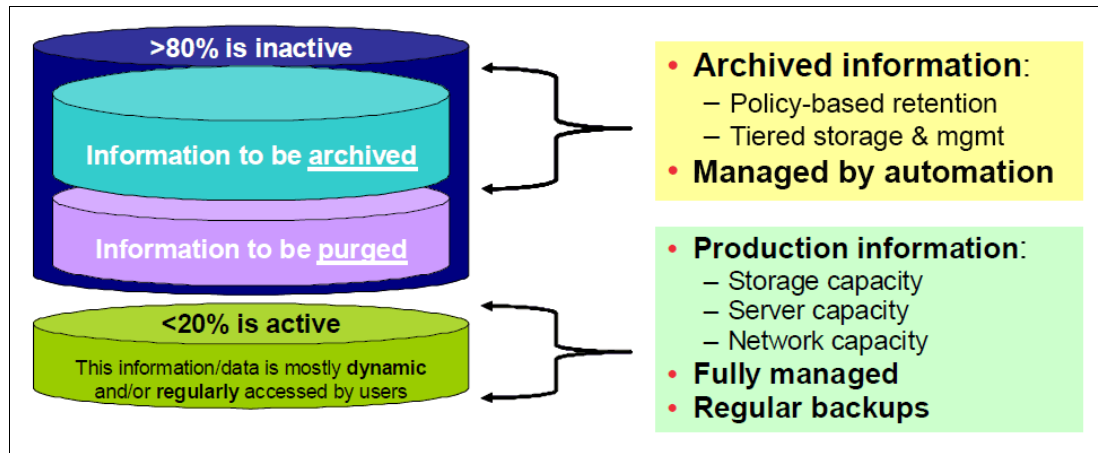 >80% is inactive
Information to be archived
Information to be purged
<20% is active
This information/data is mostly dynamic
and/or regularly accessed by users
• Archived information:
– Policy-based retention
– Tiered storage & mgmt
• Managed by automation
• Production information:
– Storage capacity
– Server capacity
– Network capacity
• Fully managed
• Regular backups